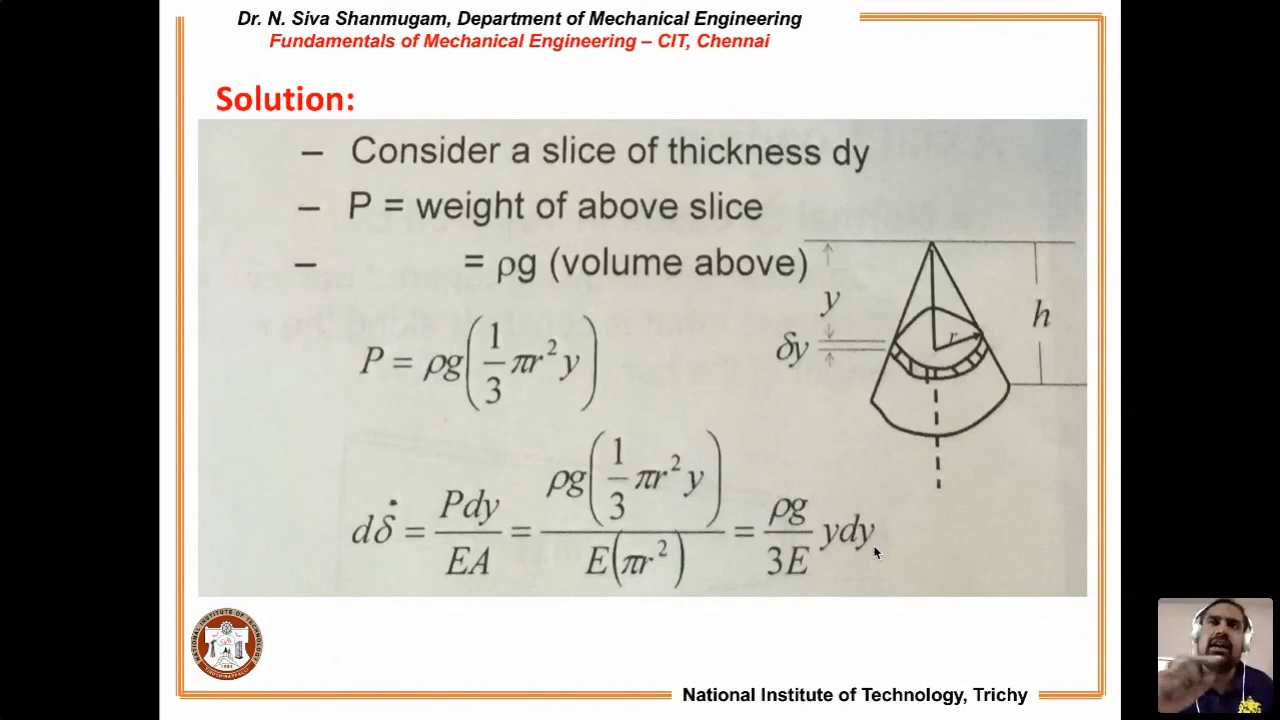 Dr. N. Siva Shanmugam, Department of Mechanical Engineering
Fundamentals of Mechanical Engineering – CIT, Chennai
Solution:
– Consider a slice of thickness dy
– P = weight of above slice
– = ρg (volume above)
P = ρg(1/3 πr² y)
dδ̇ = Pdy/EA = ρg(1/3 πr² y)/E(πr²) = ρg/3E ydy
y
δy
r
h
National Institute of Technology, Trichy